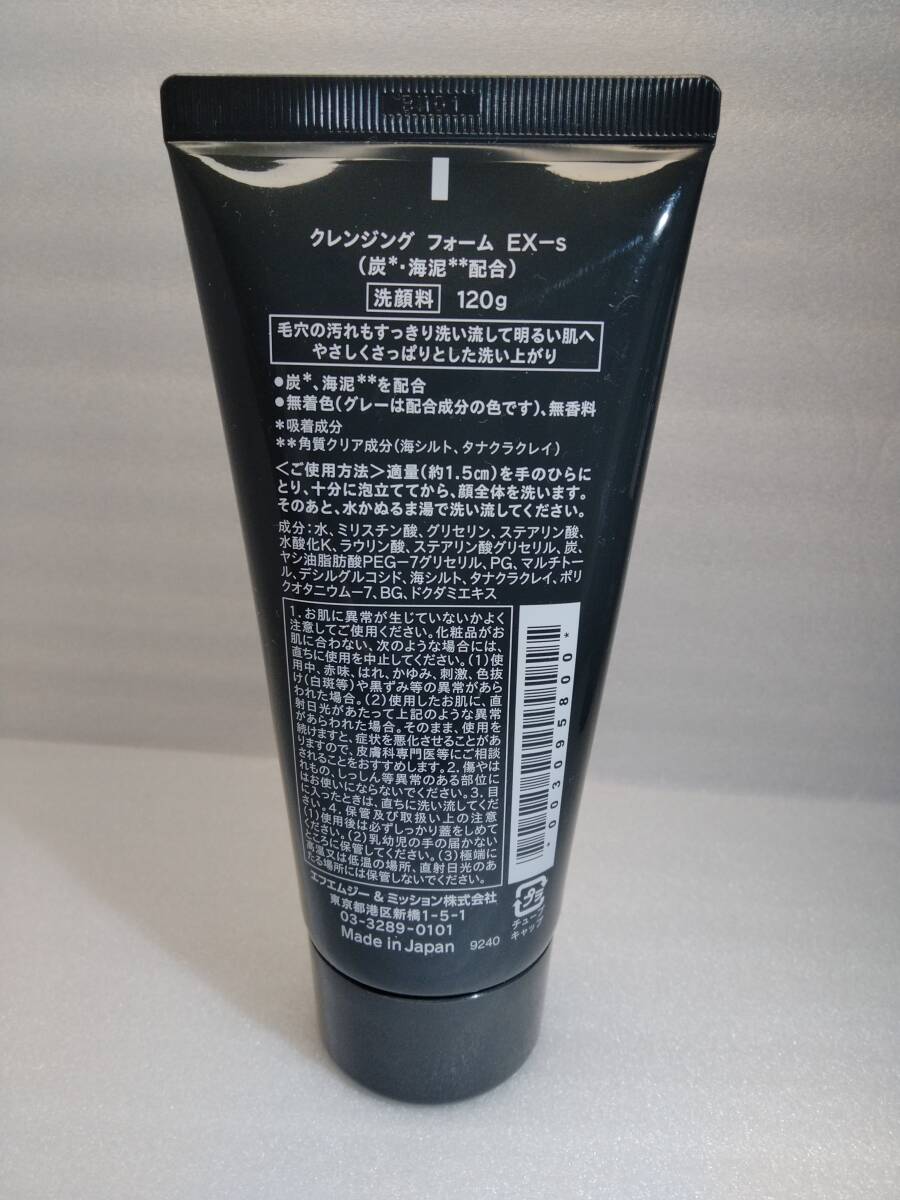 クレンジング フォーム EX-s
(炭*・海泥**配合)
洗顔料 120g
毛穴の汚れもすっきり洗い流して明るい肌へ
やさしくさっぱりとした洗い上がり
●炭*、海泥**を配合
●無着色(グレーは配合成分の色です)、無香料
*吸着成分
**角質クリア成分(海シルト、タナクラクレイ)
<ご使用方法>適量(約1.5㎝)を手のひらに
とり、十分に泡立ててから、顔全体を洗います。
そのあと、水かぬるま湯で洗い流してください。
成分:水、ミリスチン酸、グリセリン、ステアリン酸、
水酸化K、ラウリン酸、ステアリン酸グリセリル、炭、
ヤシ油脂肪酸PEG-7グリセリル、PG、マルチトー
ル、デシルグルコシド、海シルト、タナクラクレイ、ポリ
クオタニウム-7、BG、ドクダミエキス
1.お肌に異常が生じていないかよく
注意してご使用ください。化粧品がお
肌に合わない、次のような場合には、
直ちに使用を中止してください。(1)使
用中、赤味、はれ、かゆみ、刺激、色抜
け(白斑等)や黒ずみ等の異常があら
われた場合。(2)使用したお肌に、直
射日光があたって上記のような異常
があらわれた場合。そのまま、使用を
続けますと、症状を悪化させることがあ
りますので、皮膚科専門医等にご相談
されることをおすすめします。2.傷やは
れもの、しっしん等異常のある部位に
はお使いにならないでください。3.目
に入ったときは、直ちに洗い流してくだ
さい。4.保管及び取扱い上の注意
(1)使用後は必ずしっかり蓋をしめて
ください。(2)乳幼児の手の届かない
ところに保管してください。(3)極端に
高温又は低温の場所、直射日光のあ
たる場所には保管しないでください。
*0030958OO*
エフエムジー&ミッション株式会社
東京都港区新橋1-5-1
03-3289-0101
Made in Japan 9240
プラ
チューブ
キャップ